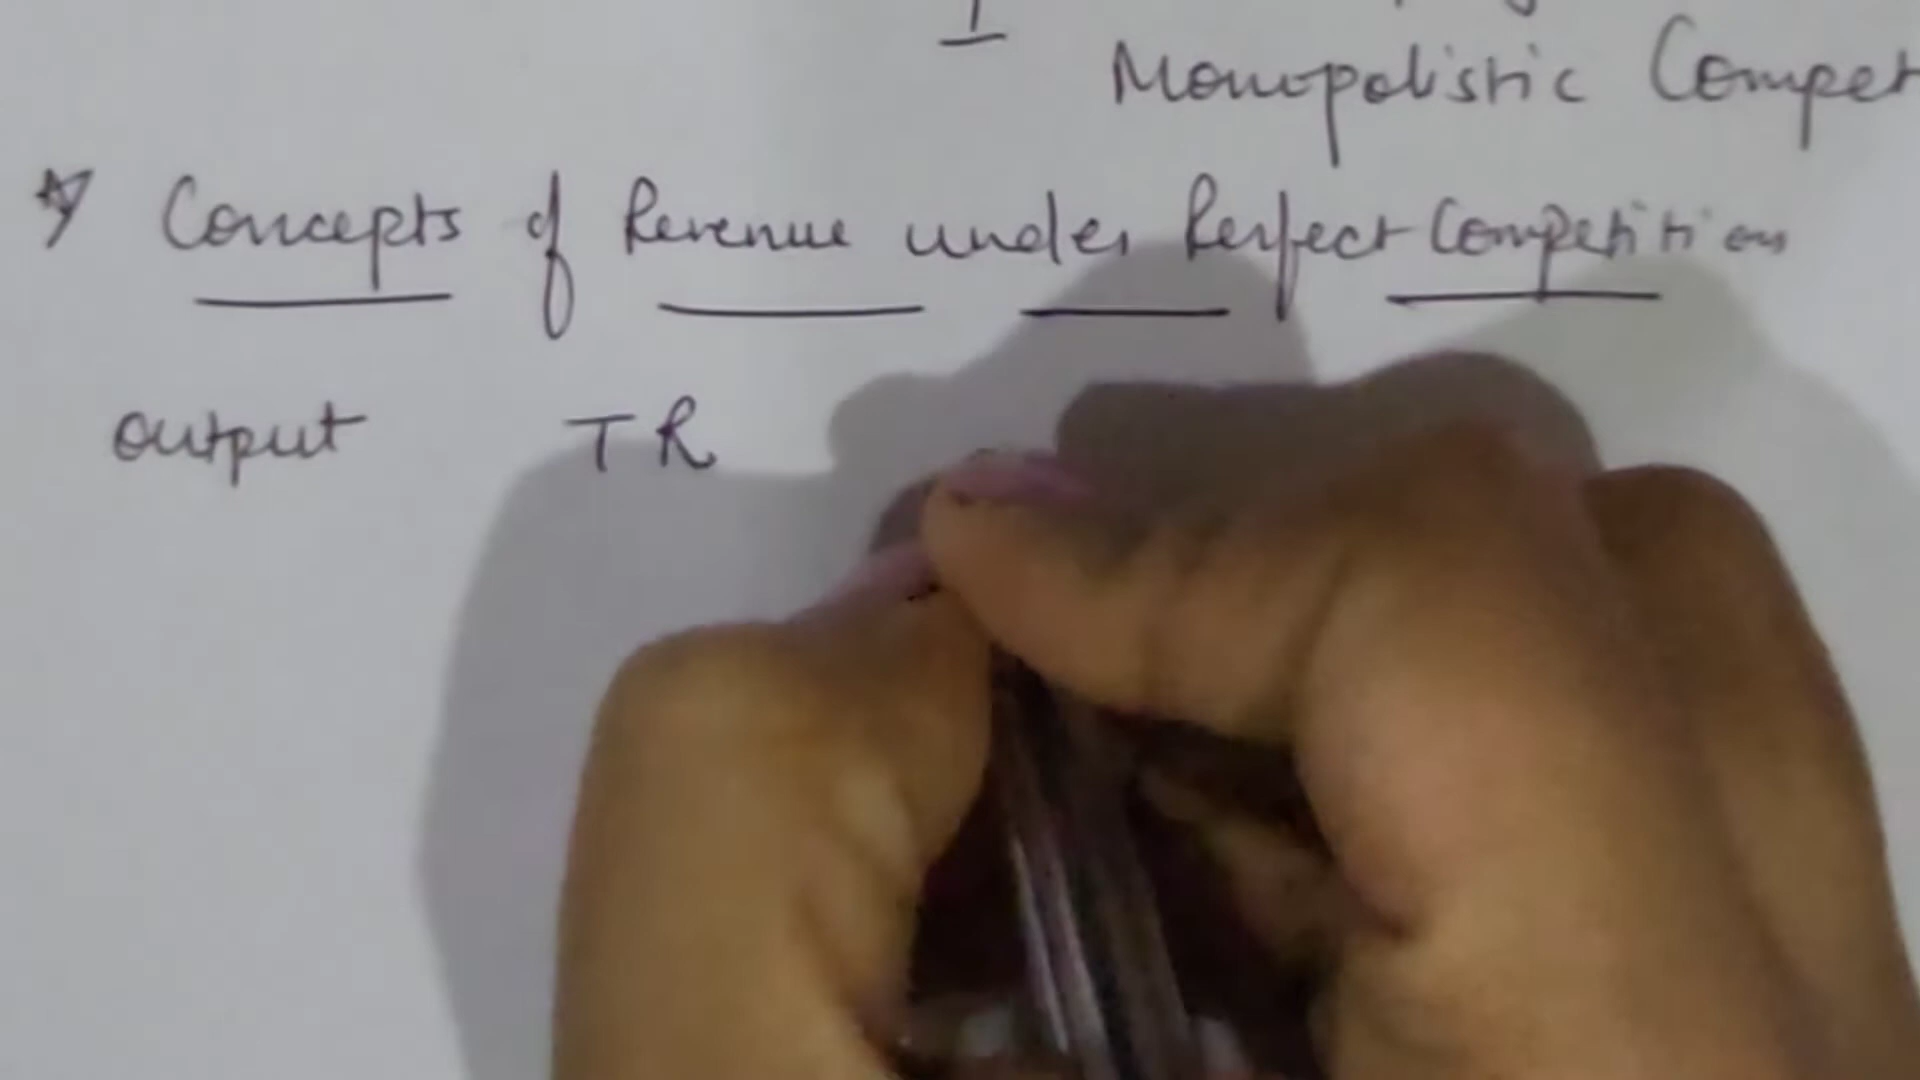 I
Monopolistic Compet
☆ Concepts of Revenue under Perfect Competition
output TR